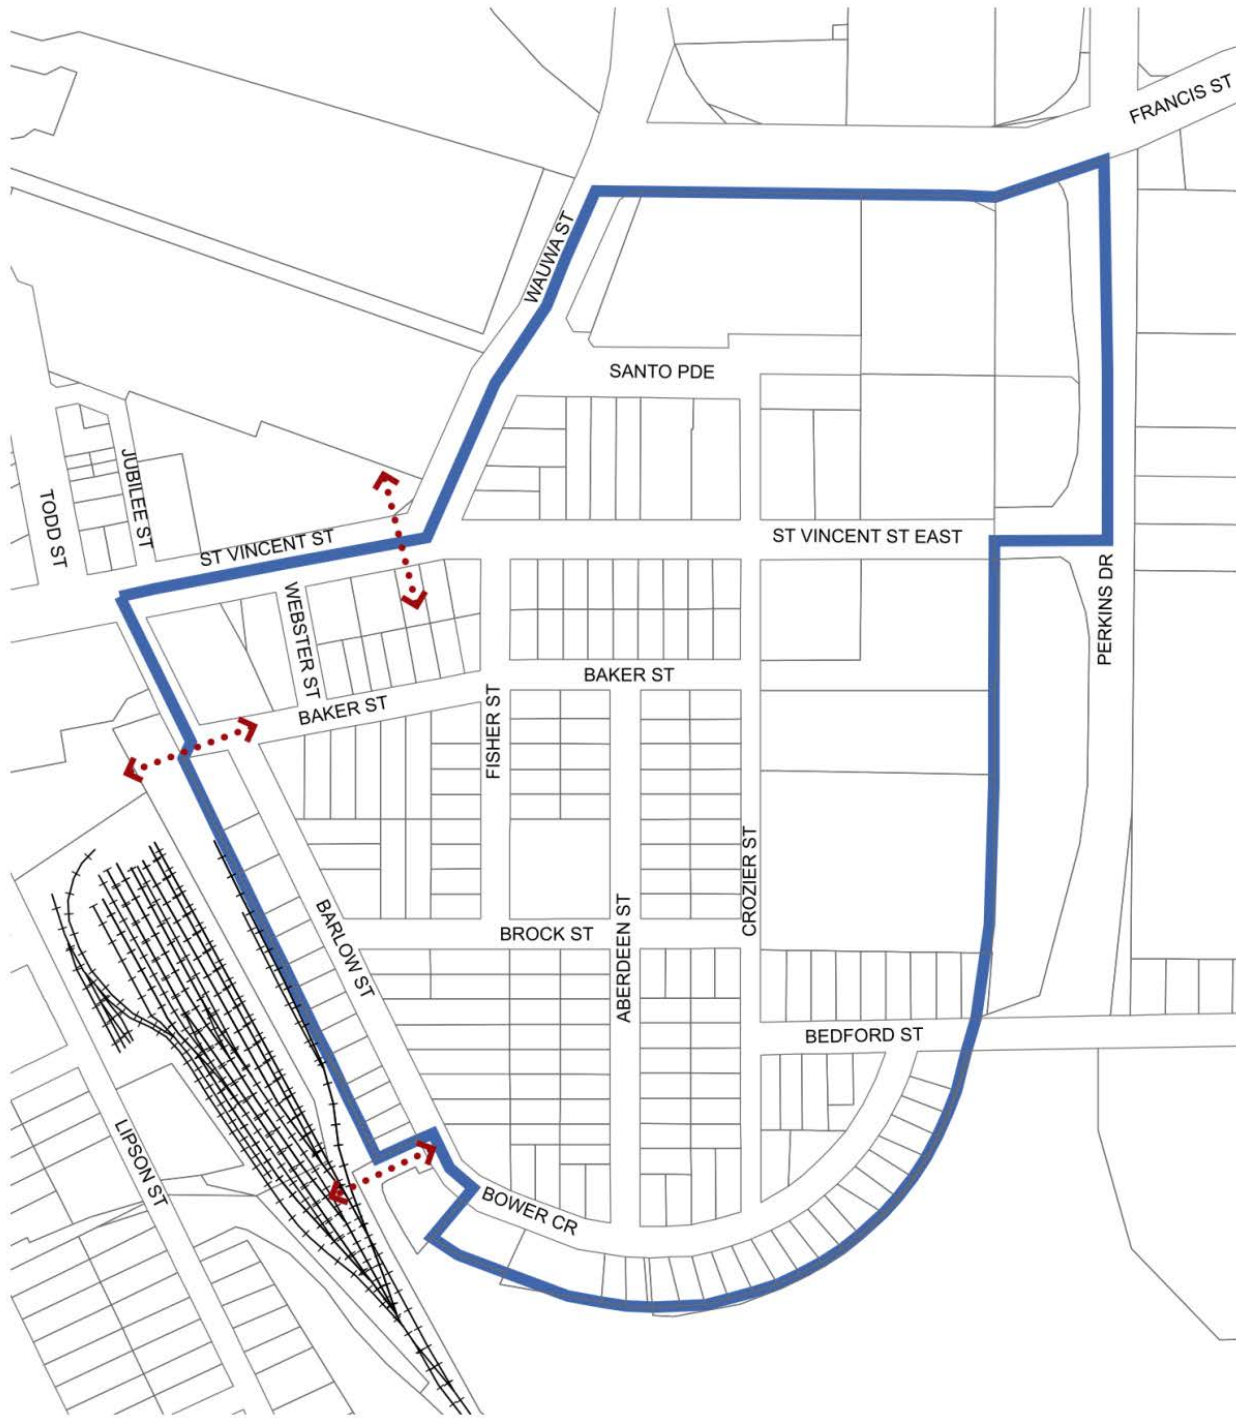 FRANCIS ST
WAUWA ST
SANTO PDE
JUBILEE ST
TODD ST
ST VINCENT ST
ST VINCENT ST EAST
WEBSTER ST
PERKINS DR
BAKER ST
BAKER ST
FISHER ST
CROZIER ST
BARLOW ST
BROCK ST
ABERDEEN ST
BEDFORD ST
LIPSON ST
BOWER CR